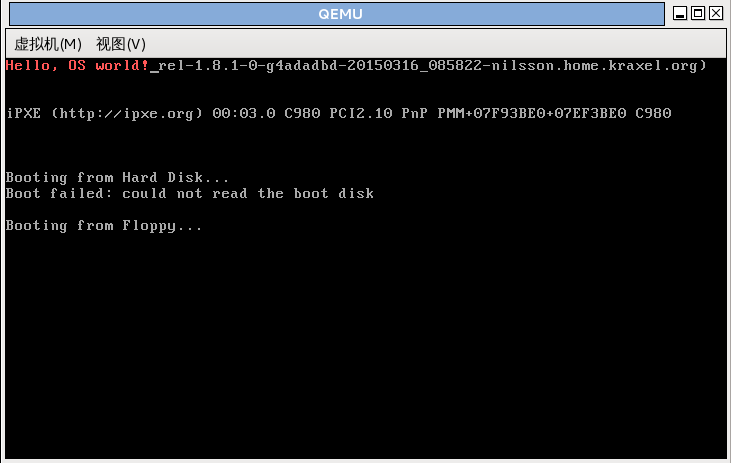 QEMU
虚拟机(M) 视图(V)
Hello, OS world!_rel-1.8.1-0-g4adadbd-20150316_085822-nilsson.home.kraxel.org)
iPXE (http://ipxe.org) 00:03.0 C980 PCI2.10 PnP PMM+07F93BE0+07EF3BE0 C980
Booting from Hard Disk...
Boot failed: could not read the boot disk
Booting from Floppy...